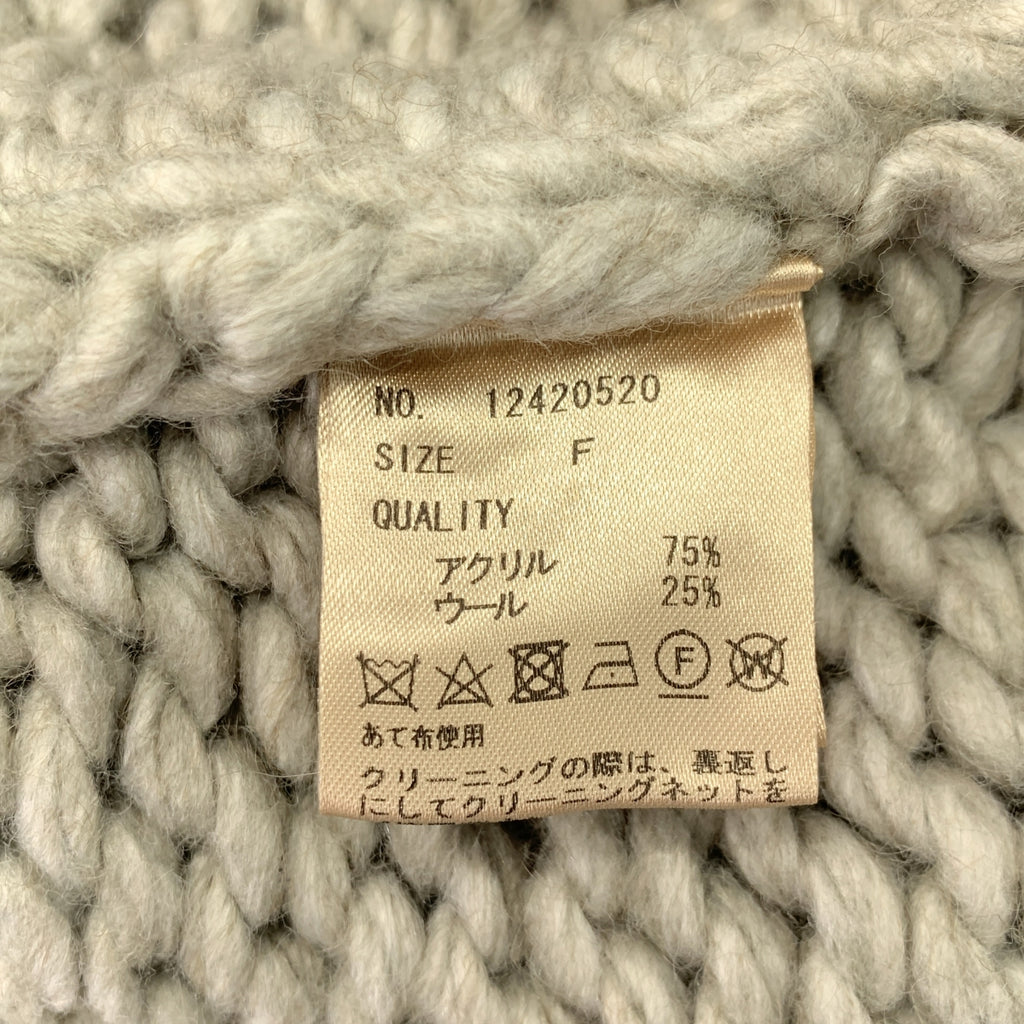 NO. 12420520
SIZE F
QUALITY
アクリル 75%
ウール 25%
F W
あて布使用
クリーニングの際は、裏返し
にしてクリーニングネットを